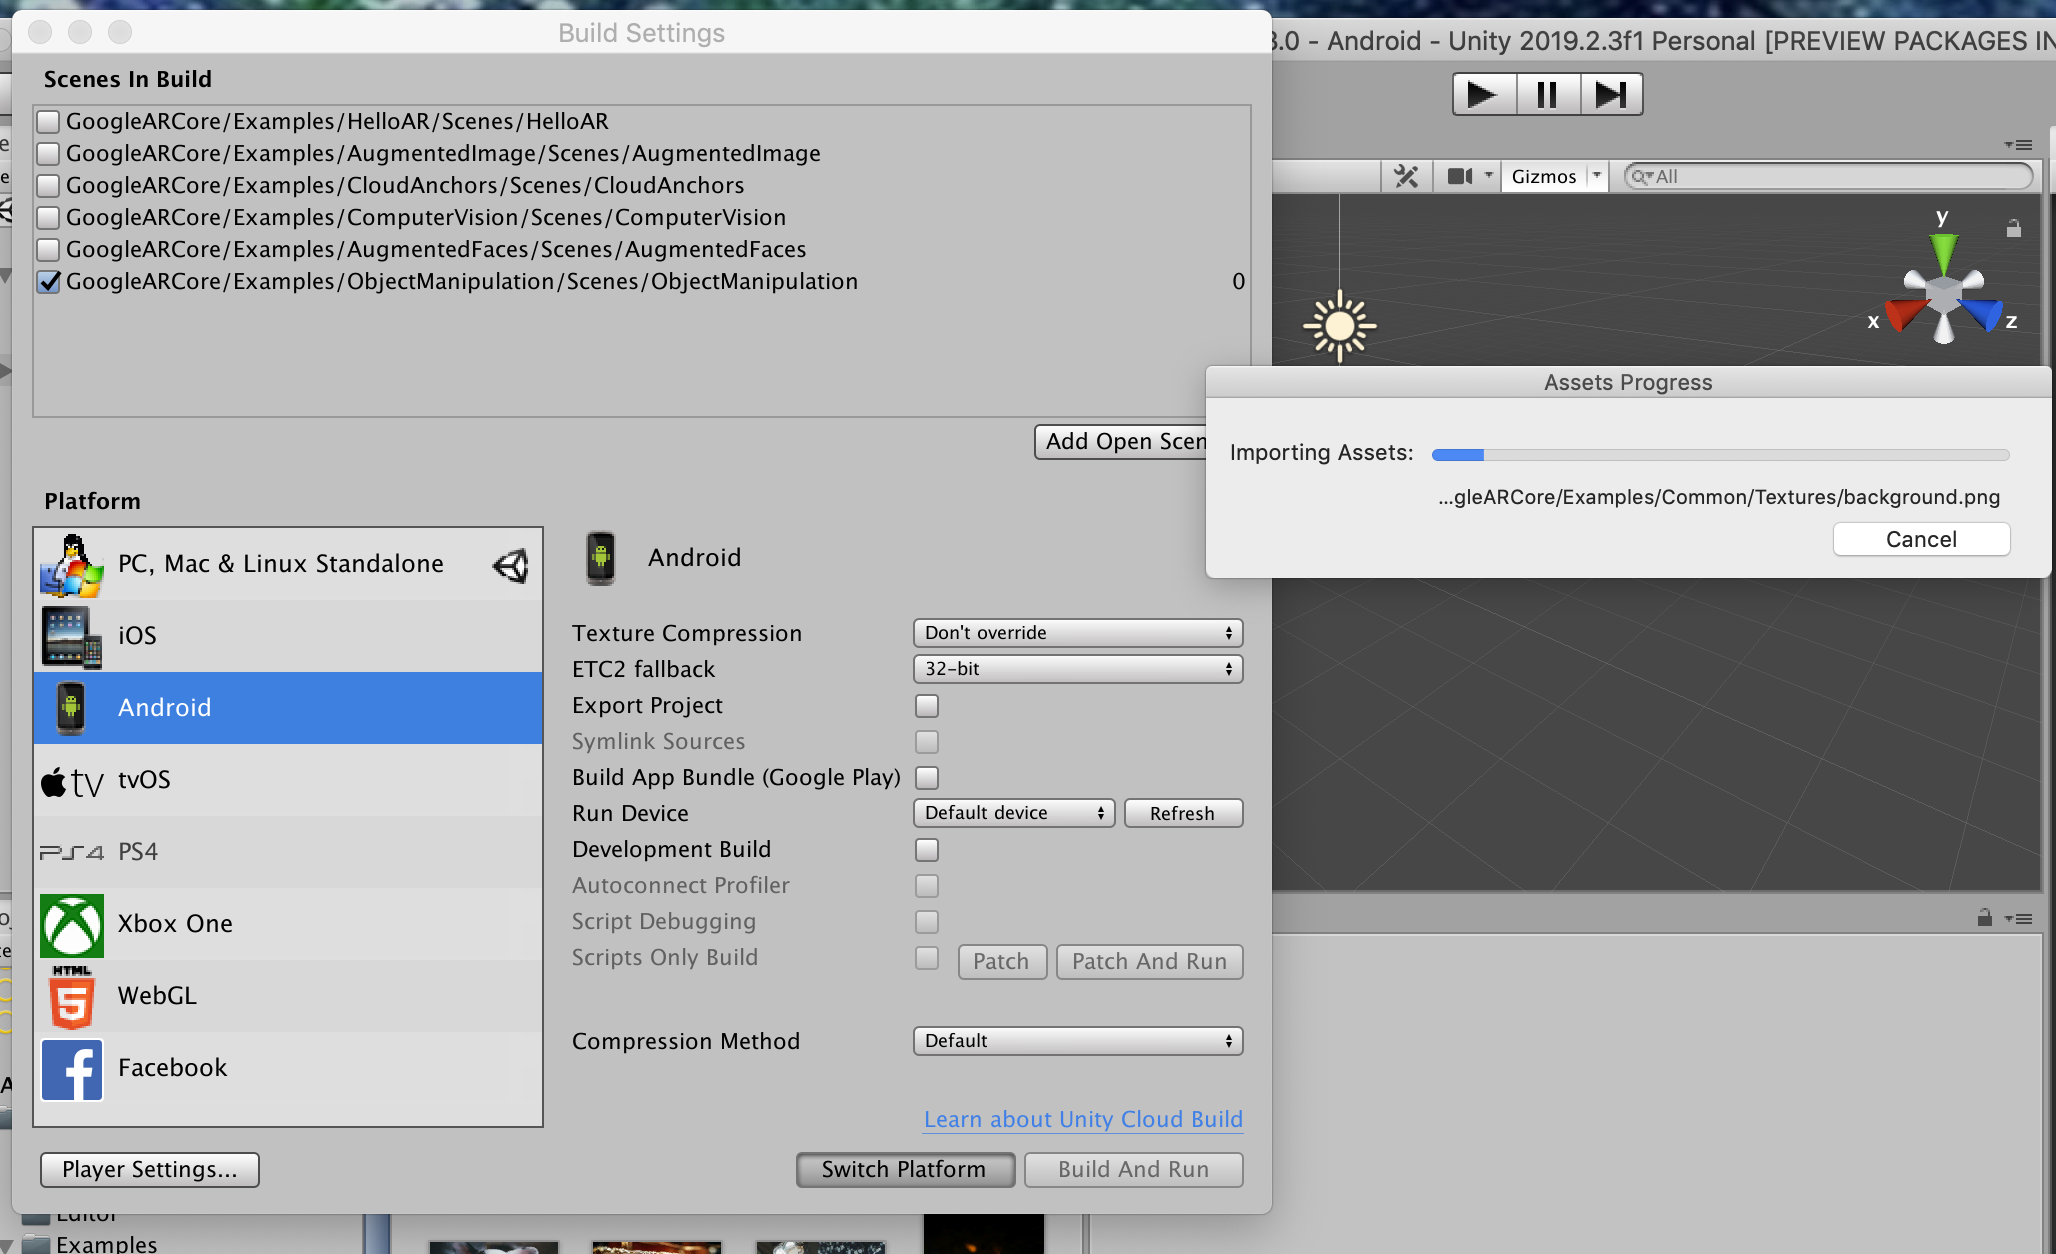 Build Settings
3.0 - Android - Unity 2019.2.3f1 Personal [PREVIEW PACKAGES IN
Scenes In Build
GoogleARCore/Examples/HelloAR/Scenes/HelloAR
GoogleARCore/Examples/AugmentedImage/Scenes/AugmentedImage
GoogleARCore/Examples/CloudAnchors/Scenes/CloudAnchors
GoogleARCore/Examples/ComputerVision/Scenes/ComputerVision
GoogleARCore/Examples/AugmentedFaces/Scenes/AugmentedFaces
GoogleARCore/Examples/ObjectManipulation/Scenes/ObjectManipulation 0
Add Open Scen
Gizmos
All
y
x
z
Assets Progress
Importing Assets:
...gleARCore/Examples/Common/Textures/background.png
Cancel
Platform
PC, Mac & Linux Standalone
iOS
Android
tv tvOS
PS4 PS4
Xbox One
HTML
5 WebGL
f Facebook
Android
Texture Compression Don't override
ETC2 fallback 32-bit
Export Project
Symlink Sources
Build App Bundle (Google Play)
Run Device Default device Refresh
Development Build
Autoconnect Profiler
Script Debugging
Scripts Only Build Patch Patch And Run
Compression Method Default
Learn about Unity Cloud Build
Player Settings... Switch Platform Build And Run
Editor
Examples